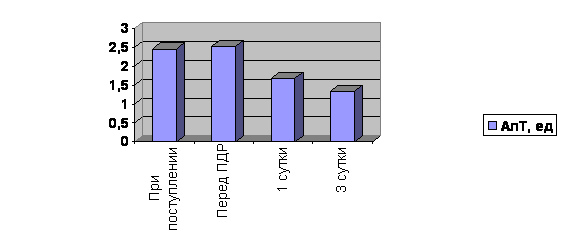 3
2,5
2
1,5
1
0,5
0
При
поступлении
Перед ПДР
1 сутки
3 сутки
АпТ, ед